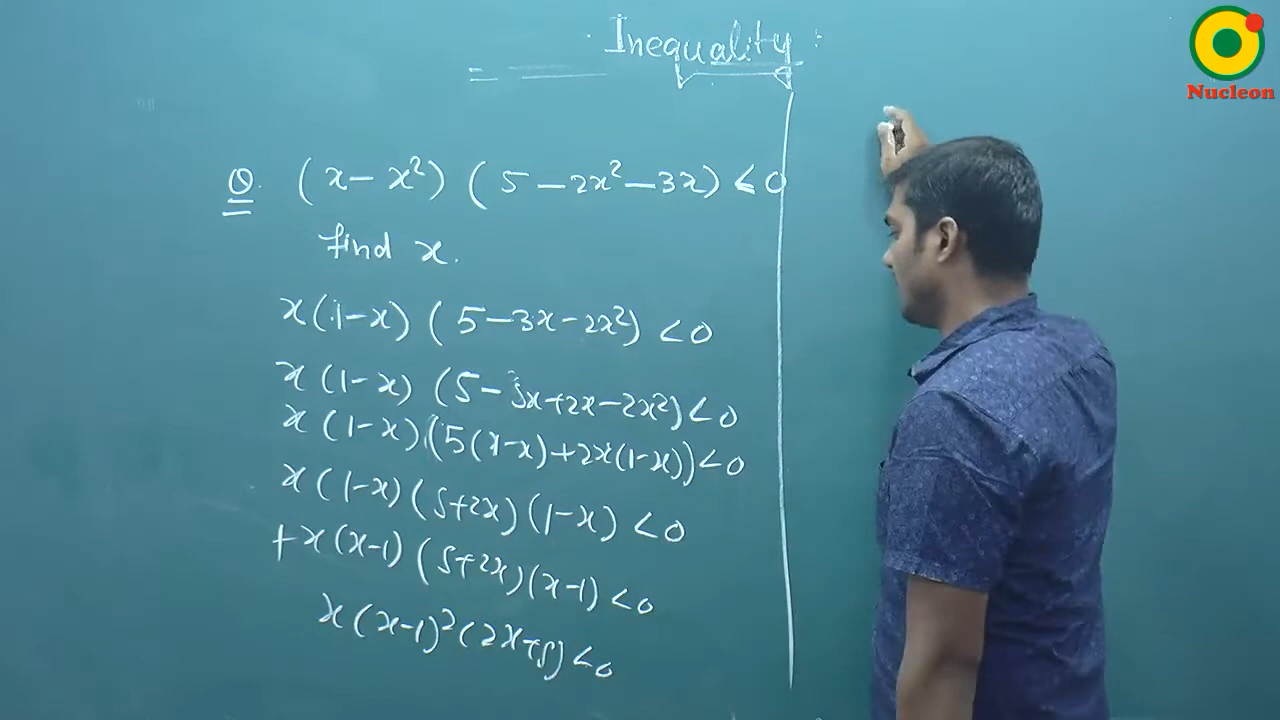 Inequality :
Nucleon
Q. (x - x²) (5 - 2x² - 3x) < 0
find x.
x(1-x) (5 - 3x - 2x²) < 0
x(1-x) (5 - 5x + 2x - 2x²) < 0
x(1-x) (5(1-x) + 2x(1-x)) < 0
x(1-x)(5+2x)(1-x) < 0
+x(x-1)(5+2x)(x-1) < 0
x(x-1)²(2x+5) < 0